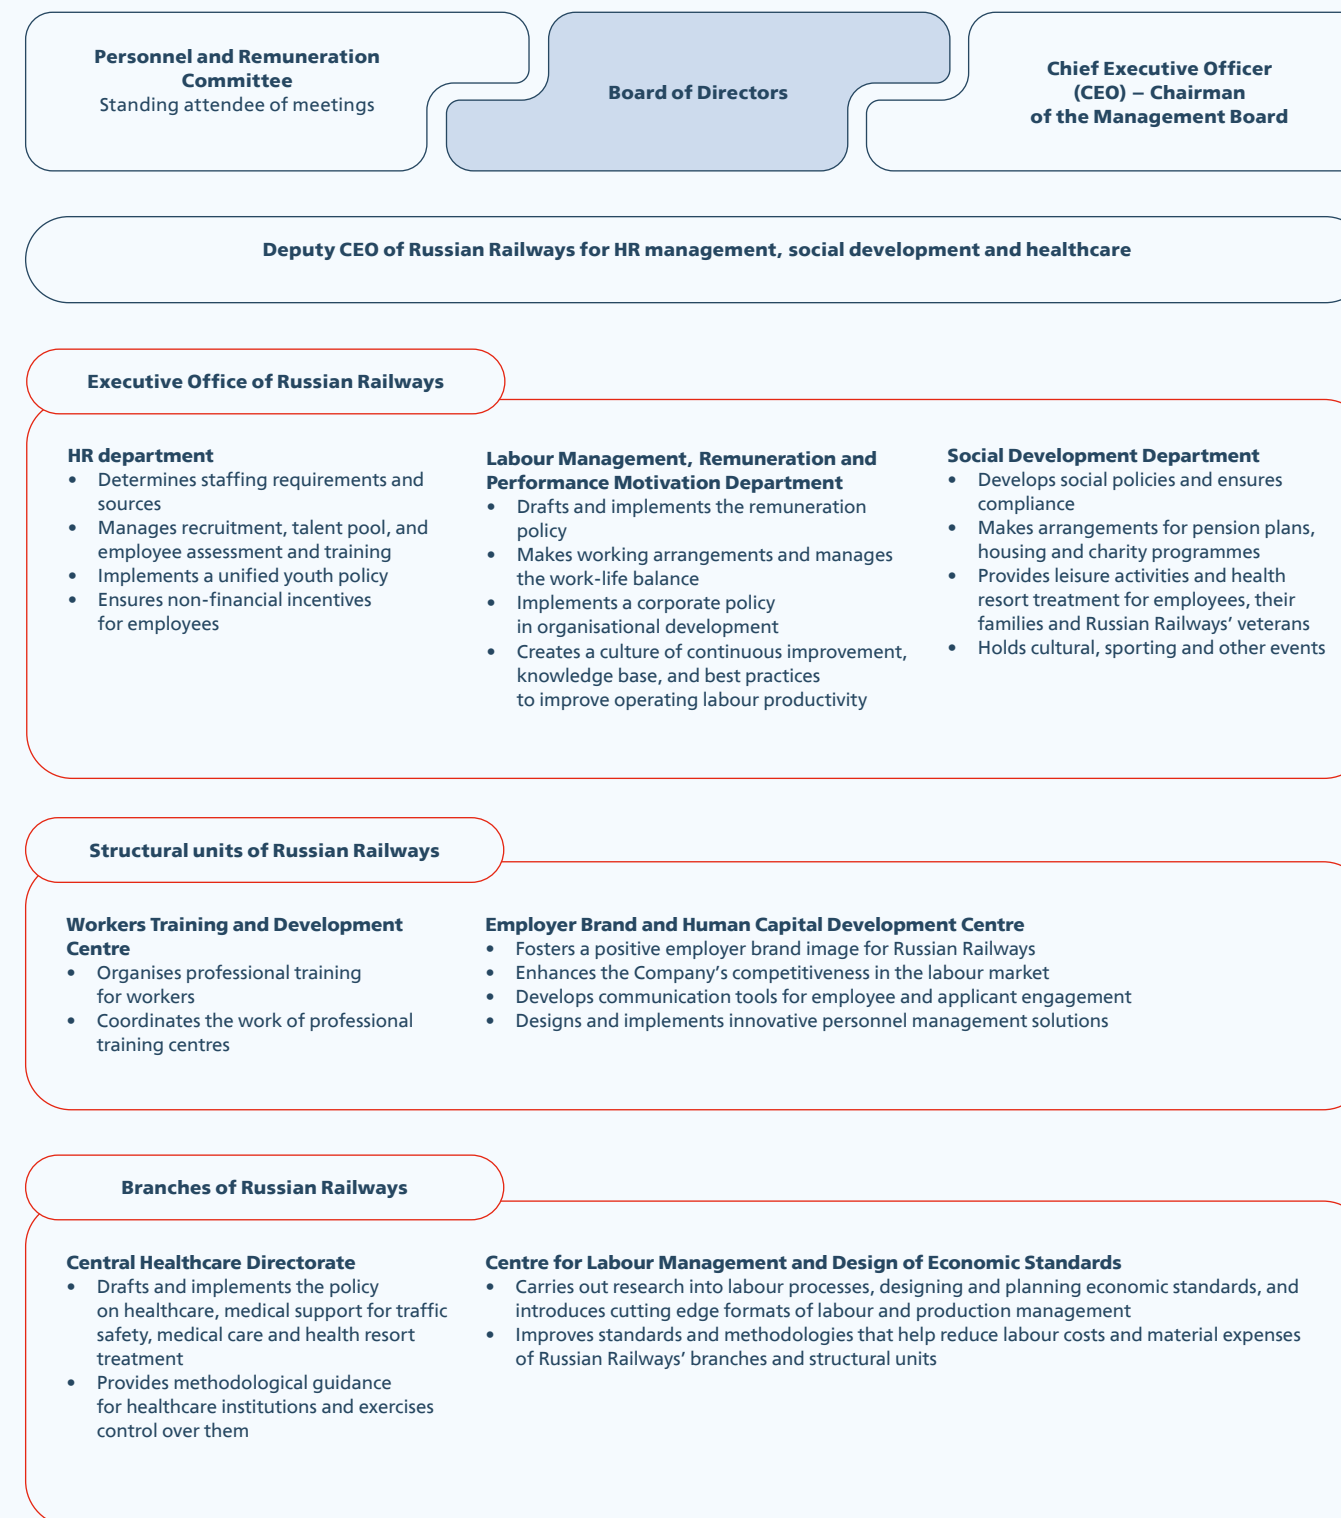 Personnel and Remuneration
Committee
Standing attendee of meetings
Board of Directors
Chief Executive Officer
(CEO) – Chairman
of the Management Board
Deputy CEO of Russian Railways for HR management, social development and healthcare
Executive Office of Russian Railways
HR department
• Determines staffing requirements and
sources
• Manages recruitment, talent pool, and
employee assessment and training
• Implements a unified youth policy
• Ensures non-financial incentives
for employees
Labour Management, Remuneration and
Performance Motivation Department
• Drafts and implements the remuneration
policy
• Makes working arrangements and manages
the work-life balance
• Implements a corporate policy
in organisational development
• Creates a culture of continuous improvement,
knowledge base, and best practices
to improve operating labour productivity
Social Development Department
• Develops social policies and ensures
compliance
• Makes arrangements for pension plans,
housing and charity programmes
• Provides leisure activities and health
resort treatment for employees, their
families and Russian Railways’ veterans
• Holds cultural, sporting and other events
Structural units of Russian Railways
Workers Training and Development
Centre
• Organises professional training
for workers
• Coordinates the work of professional
training centres
Employer Brand and Human Capital Development Centre
• Fosters a positive employer brand image for Russian Railways
• Enhances the Company’s competitiveness in the labour market
• Develops communication tools for employee and applicant engagement
• Designs and implements innovative personnel management solutions
Branches of Russian Railways
Central Healthcare Directorate
• Drafts and implements the policy
on healthcare, medical support for traffic
safety, medical care and health resort
treatment
• Provides methodological guidance
for healthcare institutions and exercises
control over them
Centre for Labour Management and Design of Economic Standards
• Carries out research into labour processes, designing and planning economic standards, and
introduces cutting edge formats of labour and production management
• Improves standards and methodologies that help reduce labour costs and material expenses
of Russian Railways’ branches and structural units